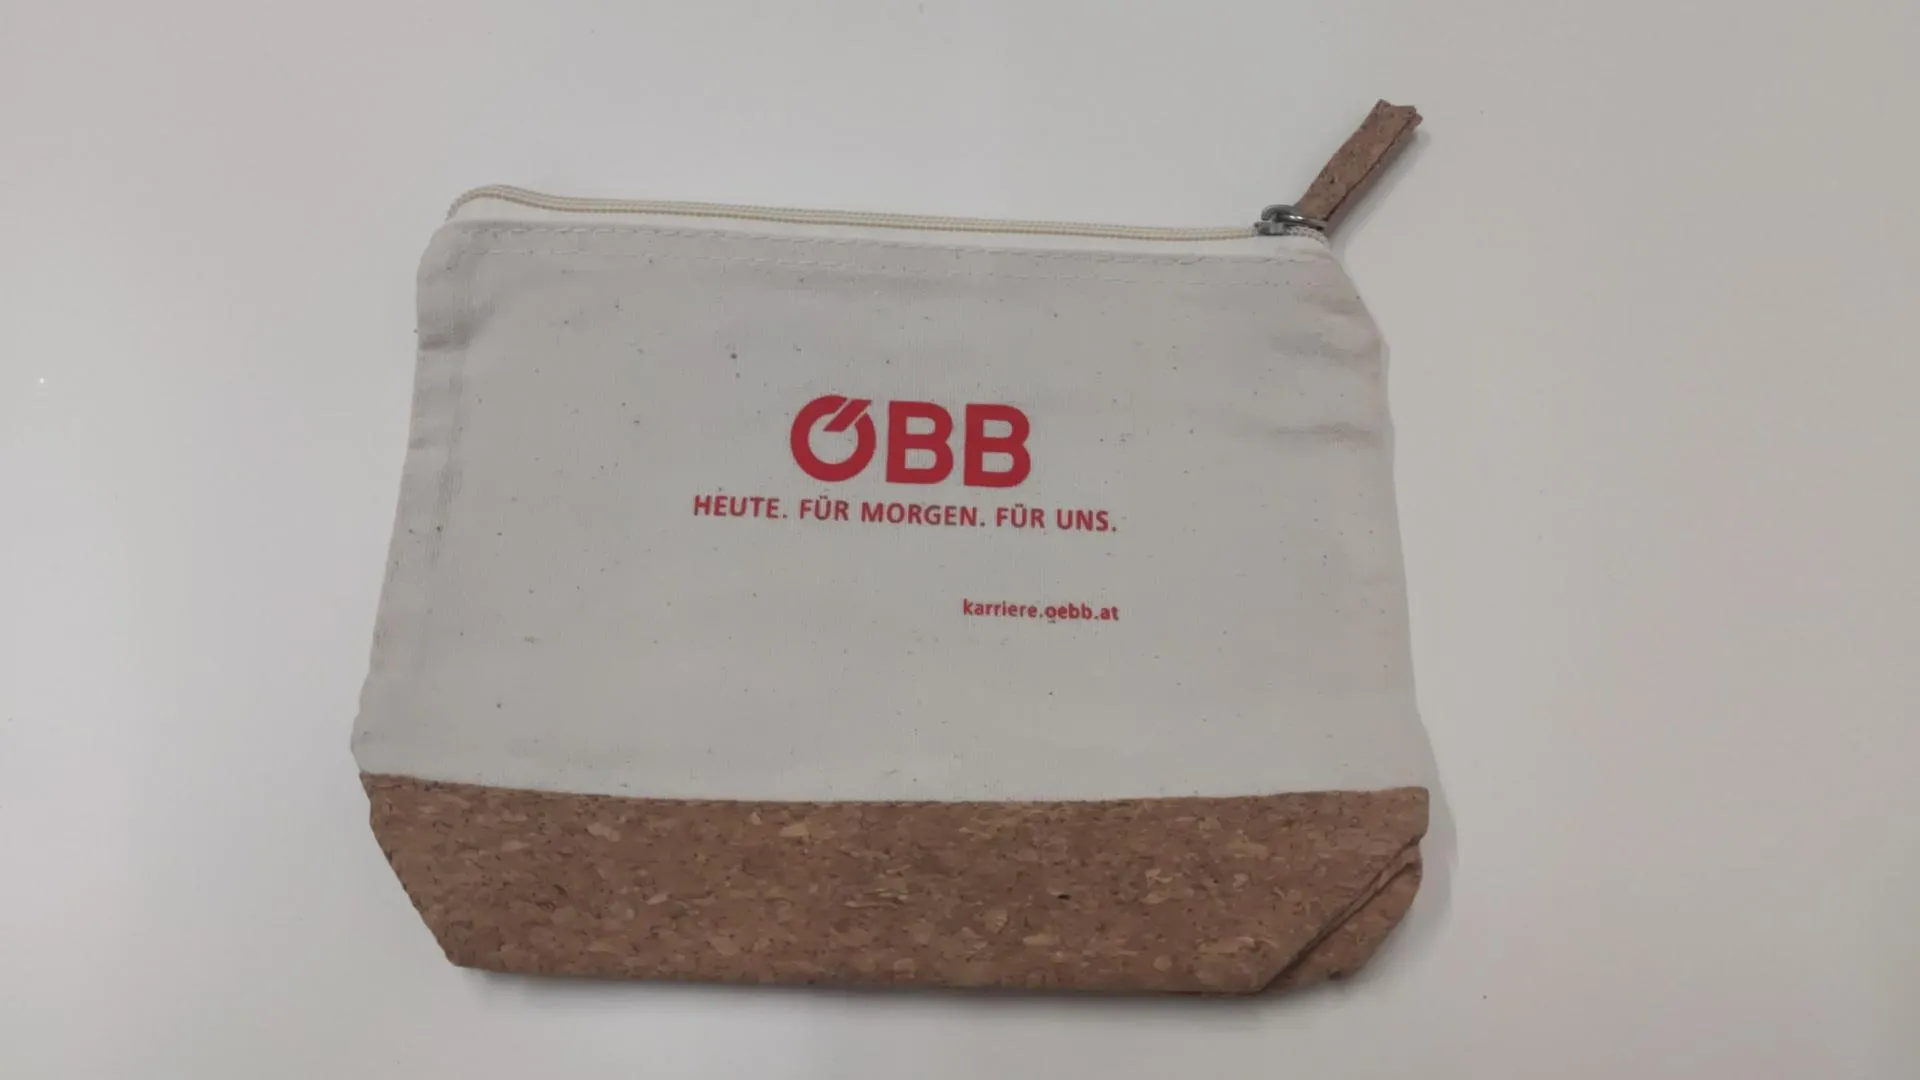 ÖBB
HEUTE. FÜR MORGEN. FÜR UNS.
karriere.oebb.at